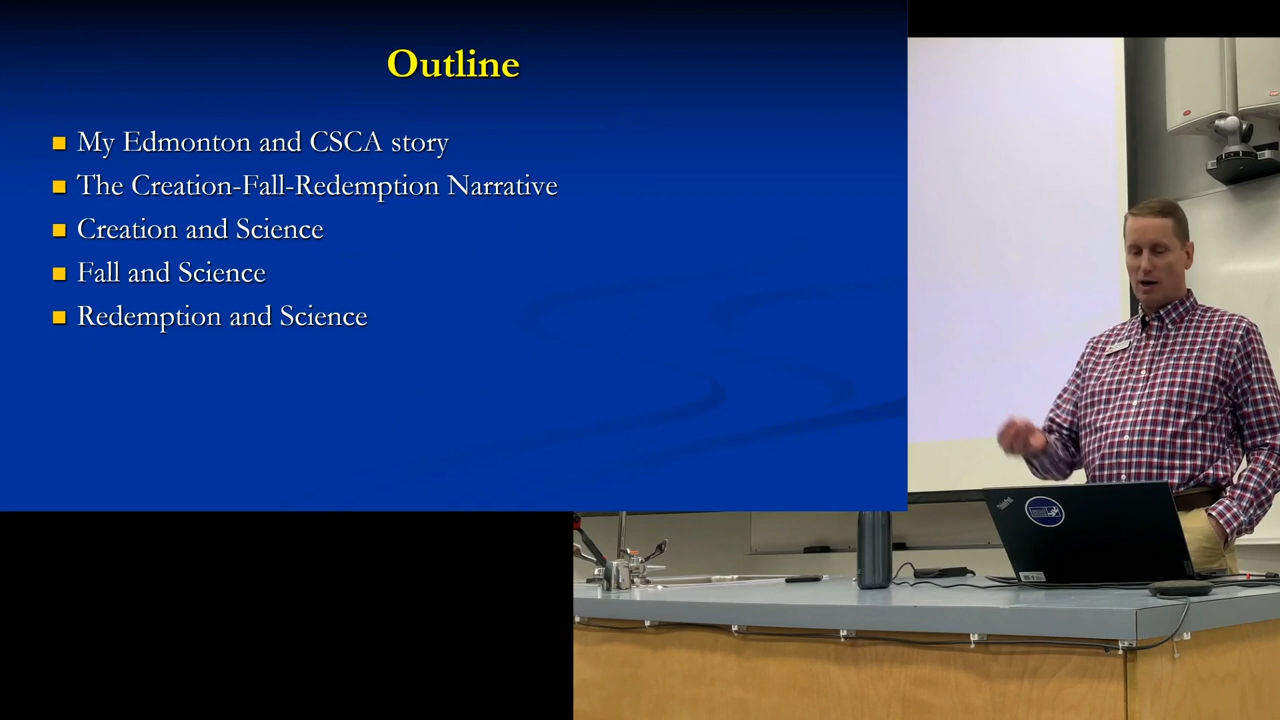 Outline
My Edmonton and CSCA story
The Creation-Fall-Redemption Narrative
Creation and Science
Fall and Science
Redemption and Science
ThinkPad